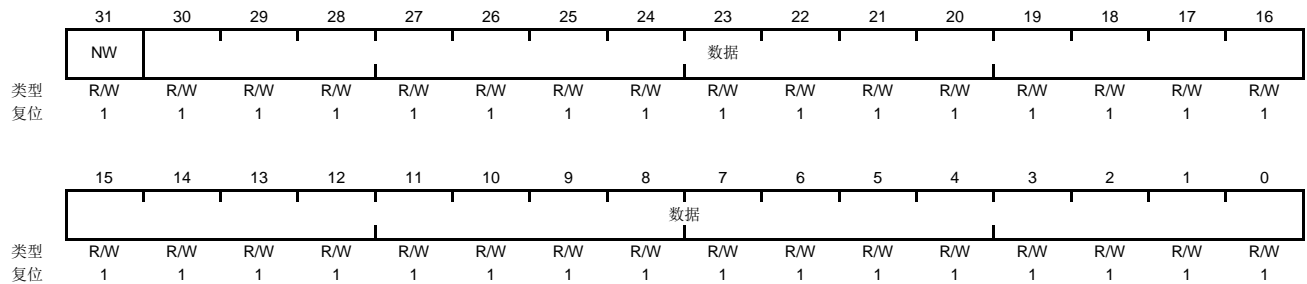 31 30 29 28 27 26 25 24 23 22 21 20 19 18 17 16
NW 数据
类型 R/W R/W R/W R/W R/W R/W R/W R/W R/W R/W R/W R/W R/W R/W R/W R/W
复位 1 1 1 1 1 1 1 1 1 1 1 1 1 1 1 1
15 14 13 12 11 10 9 8 7 6 5 4 3 2 1 0
数据
类型 R/W R/W R/W R/W R/W R/W R/W R/W R/W R/W R/W R/W R/W R/W R/W R/W
复位 1 1 1 1 1 1 1 1 1 1 1 1 1 1 1 1